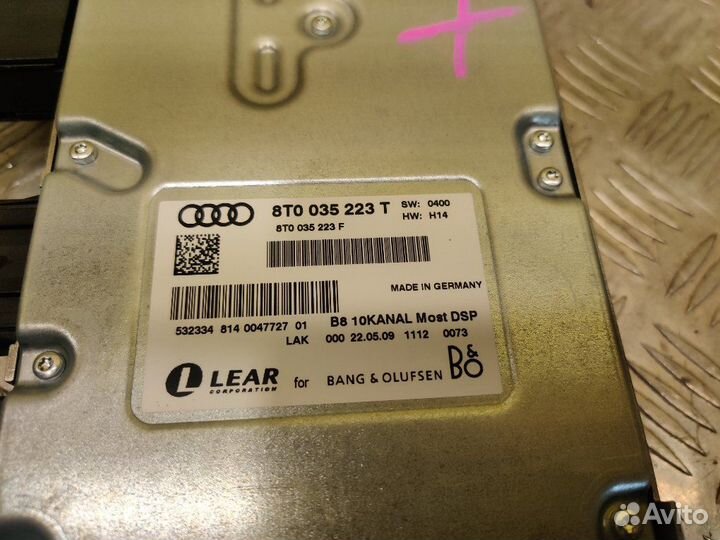 8T0 035 223 T SW: 0400
8T0 035 223 F HW: H14
MADE IN GERMANY
532334 814 0047727 01 B8 10KANAL Most DSP
LAK 000 22.05.09 1112 0073
L LEAR CORPORATION for BANG & OLUFSEN B&O
Avito